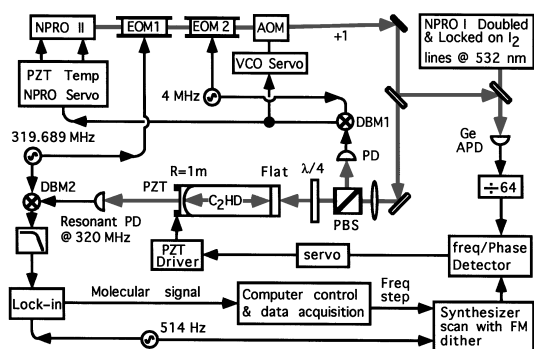 NPRO II
EOM1
EOM 2
AOM
+1
NPRO I Doubled
& Locked on I2
lines @ 532 nm
PZT Temp
NPRO Servo
VCO Servo
4 MHz
DBM1
319.689 MHz
PD
Ge
APD
R=1m
Flat
λ/4
÷64
DBM2
PZT
C2HD
PBS
Resonant PD
@ 320 MHz
PZT
Driver
servo
freq/Phase
Detector
Lock-in
Molecular signal
Computer control
& data acquisition
Freq
step
Synthesizer
scan with FM
dither
514 Hz